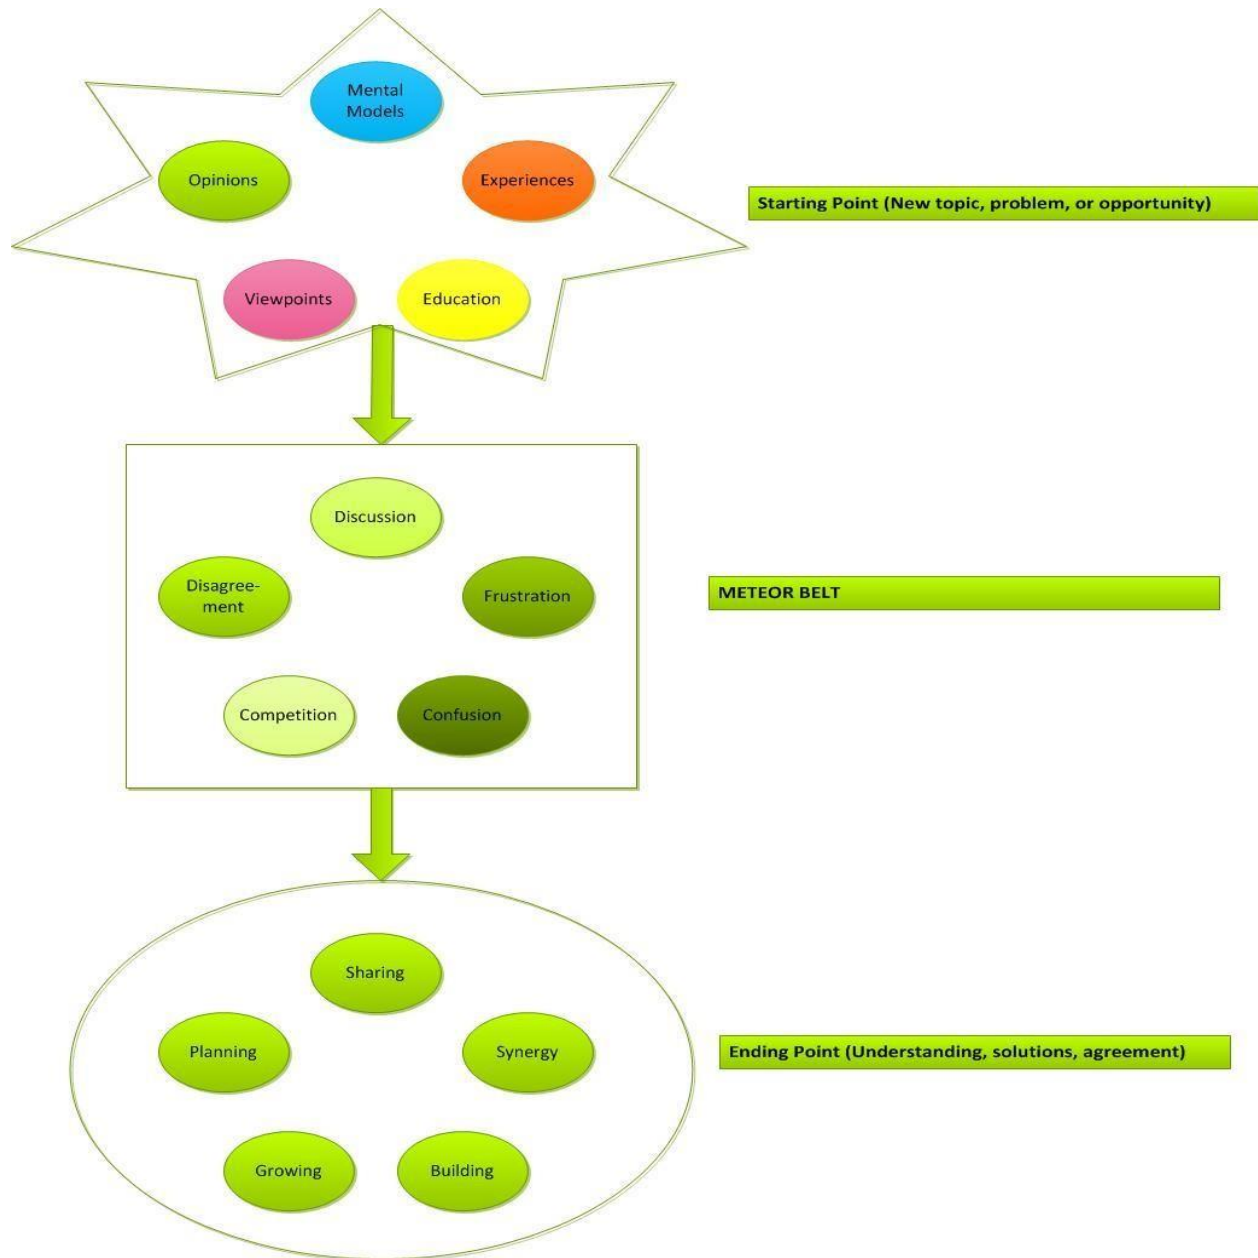 Mental
Models
Opinions
Experiences
Starting Point (New topic, problem, or opportunity)
Viewpoints
Education
Discussion
Disagree-
ment
Frustration
METEOR BELT
Competition
Confusion
Sharing
Planning
Synergy
Ending Point (Understanding, solutions, agreement)
Growing
Building